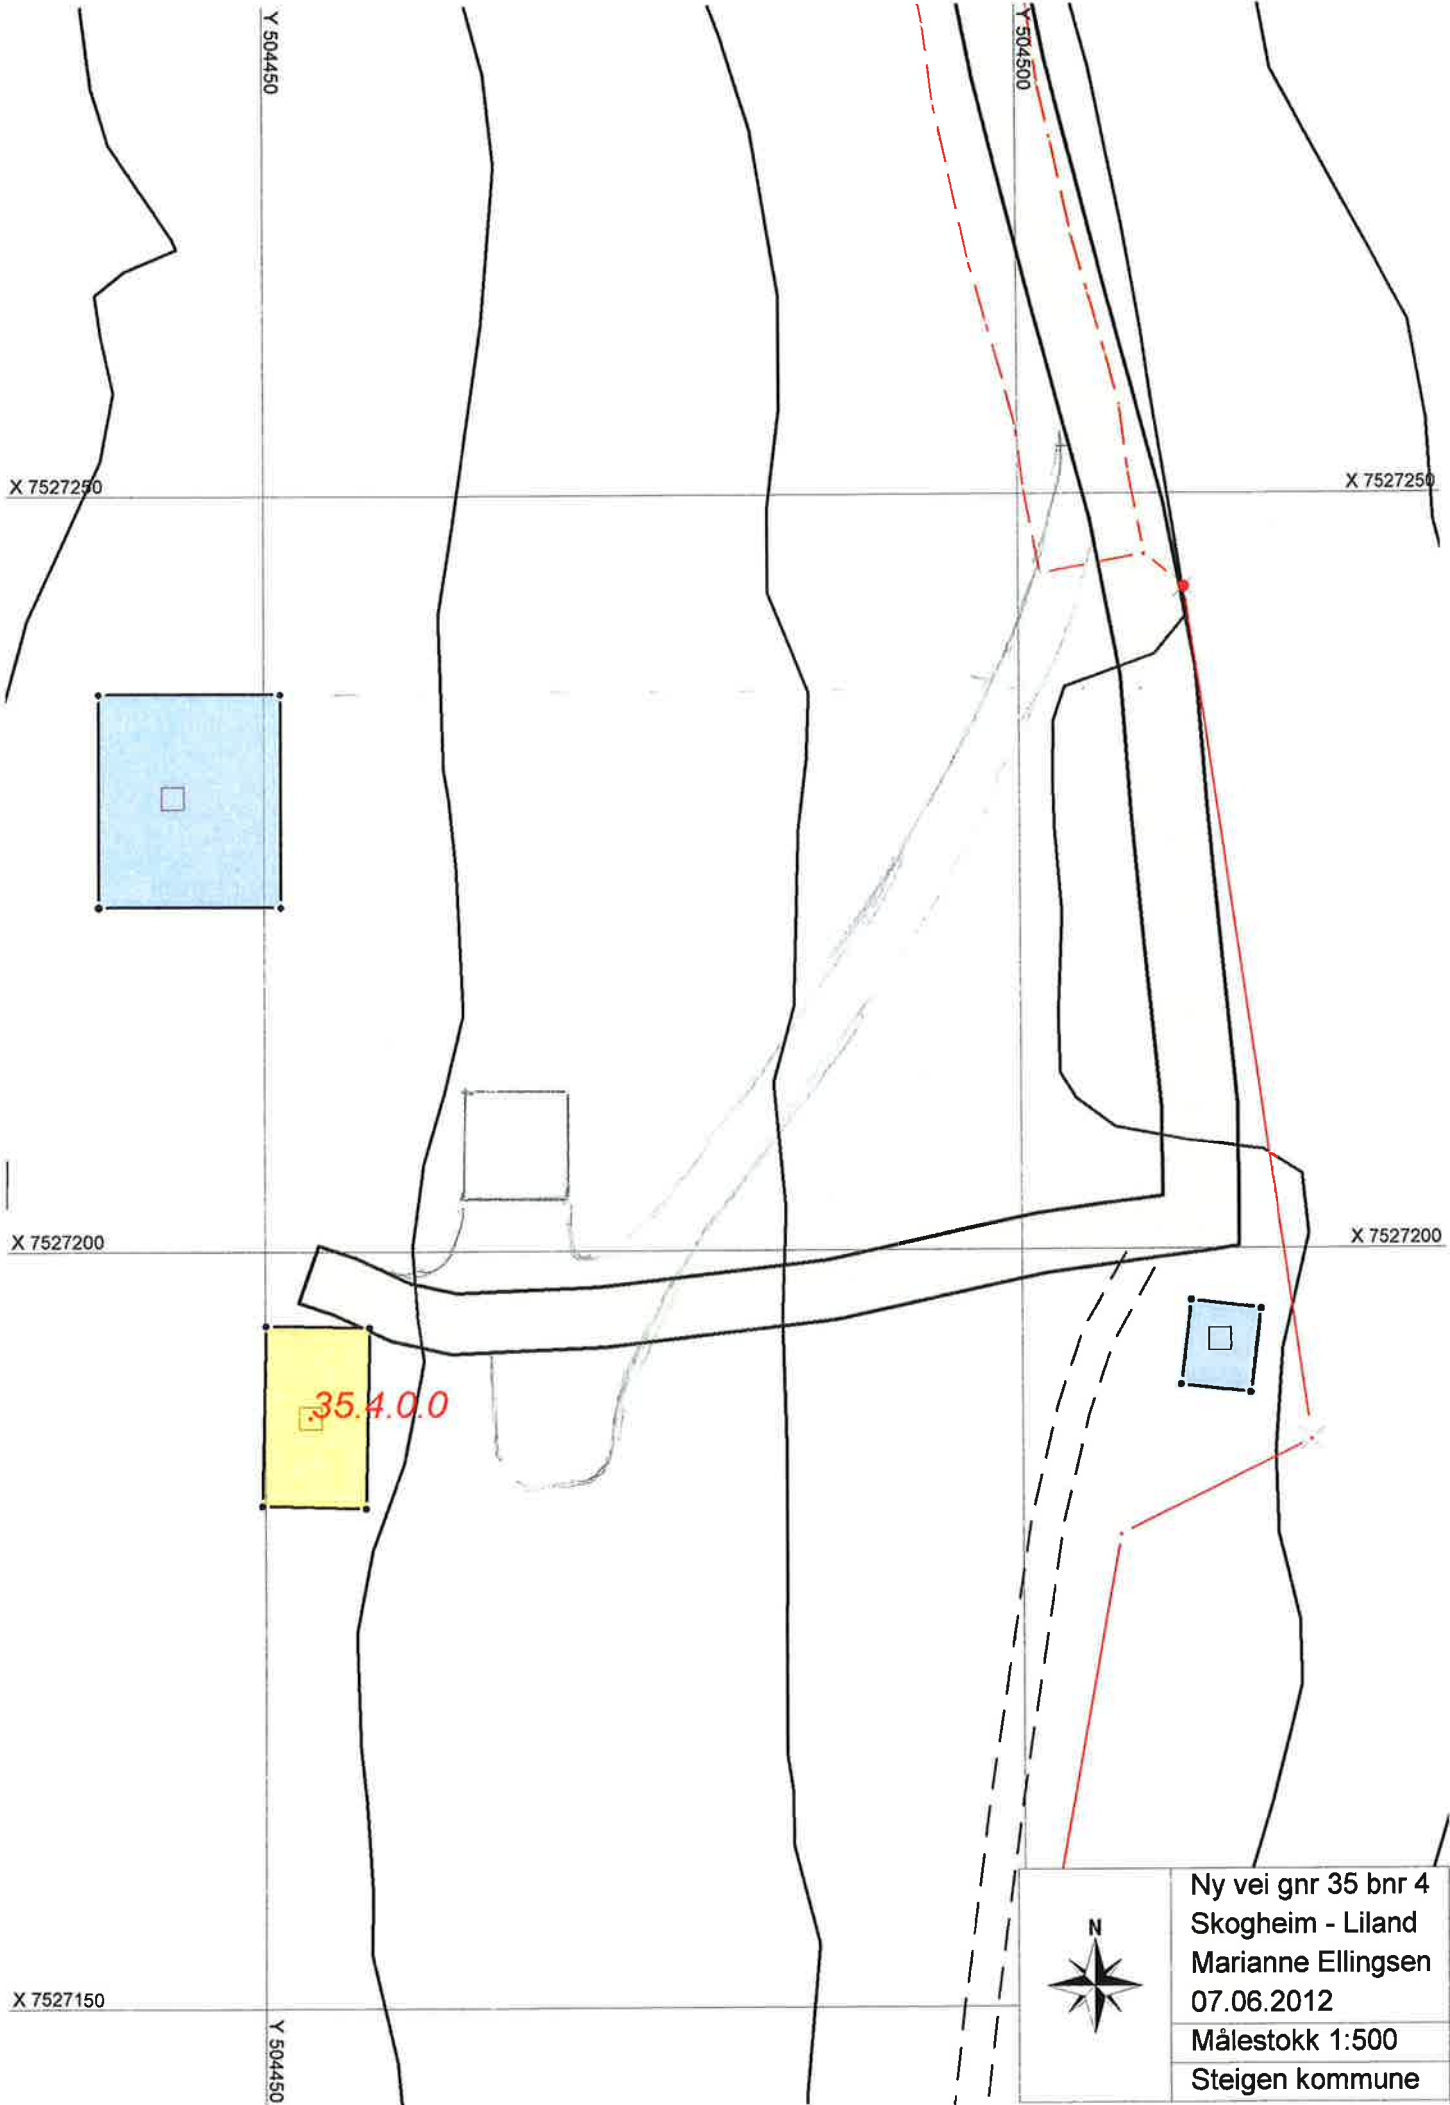 Y 504450
Y 504500
X 7527250
X 7527250
X 7527200
X 7527200
35.4.0.0
X 7527150
Y 504450
N
Ny vei gnr 35 bnr 4
Skogheim - Liland
Marianne Ellingsen
07.06.2012
Målestokk 1:500
Steigen kommune